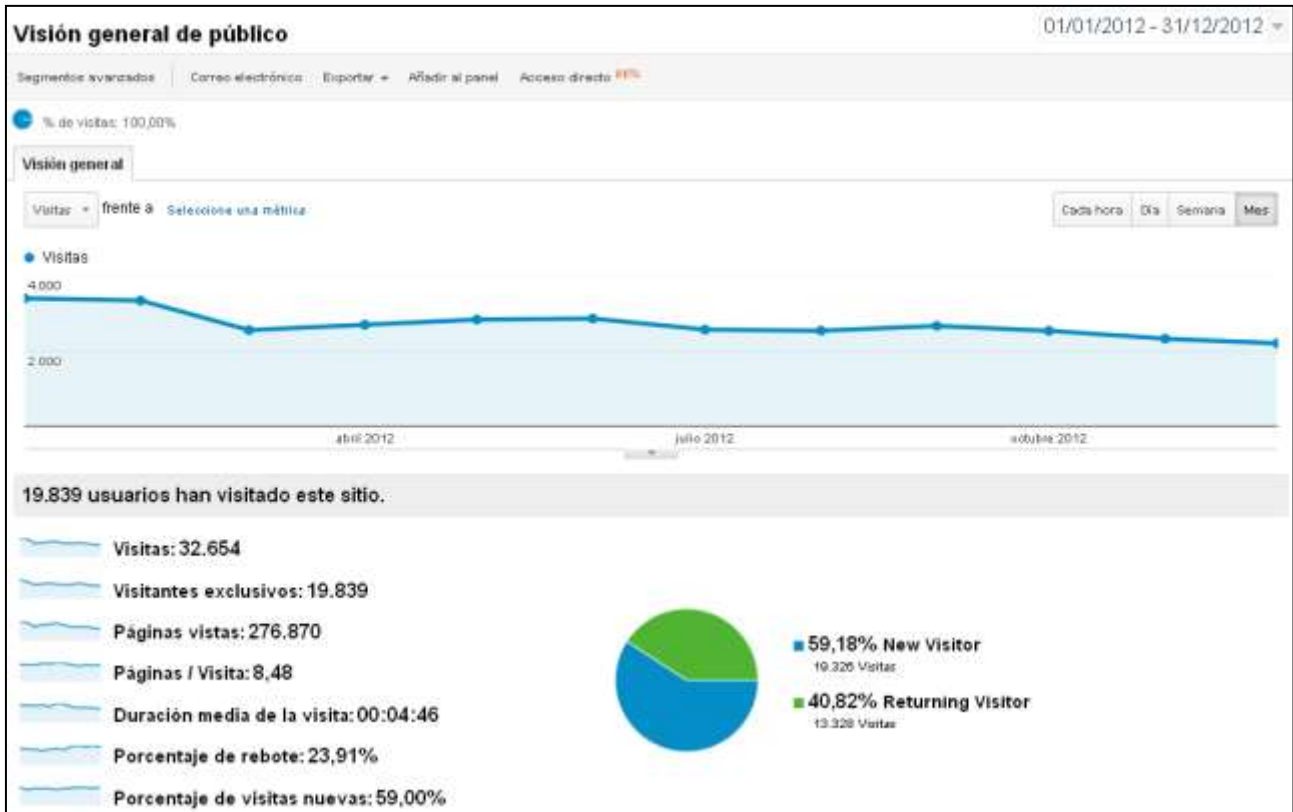 Visión general de público
01/01/2012 - 31/12/2012
Segmentos avanzados Correo electrónico Exportar Añadir al panel Acceso directo BETA
% de visitas: 100,00%
Visión general
Visitas frente a Seleccione una métrica
Cada hora Día Semana Mes
Visitas
4.000
2.000
abril 2012 julio 2012 octubre 2012
19.839 usuarios han visitado este sitio.
Visitas: 32.654
Visitantes exclusivos: 19.839
Páginas vistas: 276.870
Páginas / Visita: 8,48
Duración media de la visita: 00:04:46
Porcentaje de rebote: 23,91%
Porcentaje de visitas nuevas: 59,00%
59,18% New Visitor
19.326 Visitas
40,82% Returning Visitor
13.328 Visitas